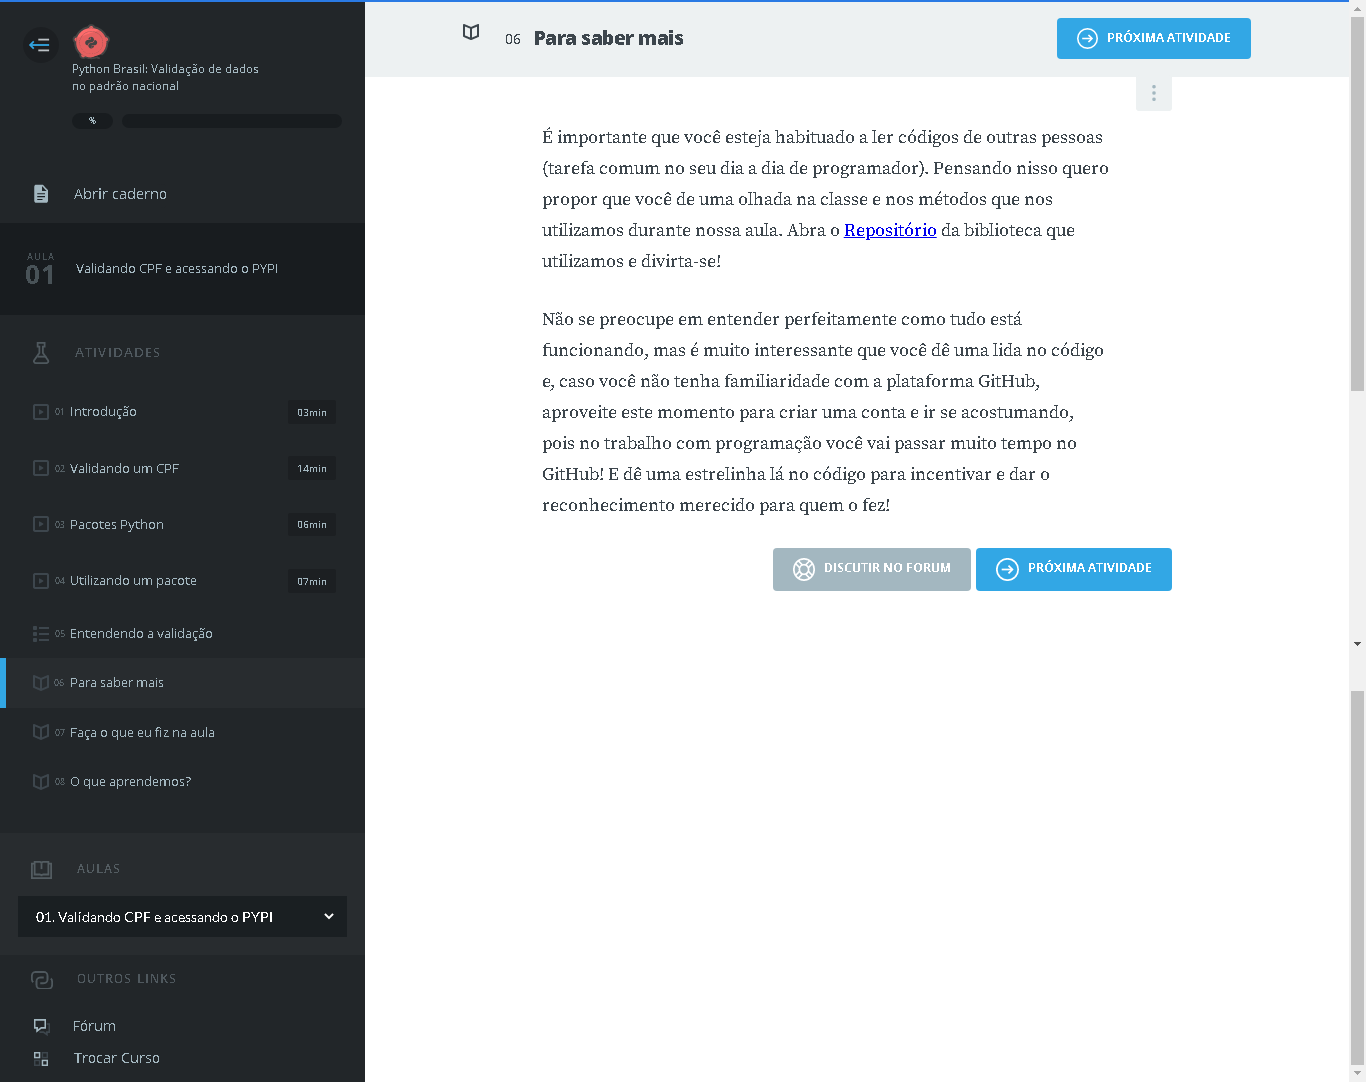 Python Brasil: Validação de dados
no padrão nacional
%
Abrir caderno
AULA
01
Validando CPF e acessando o PYPI
ATIVIDADES
01 Introdução 03min
02 Validando um CPF 14min
03 Pacotes Python 06min
04 Utilizando um pacote 07min
05 Entendendo a validação
06 Para saber mais
07 Faça o que eu fiz na aula
08 O que aprendemos?
AULAS
01. Validando CPF e acessando o PYPI
OUTROS LINKS
Fórum
Trocar Curso
06 Para saber mais
PRÓXIMA ATIVIDADE
É importante que você esteja habituado a ler códigos de outras pessoas
(tarefa comum no seu dia a dia de programador). Pensando nisso quero
propor que você de uma olhada na classe e nos métodos que nos
utilizamos durante nossa aula. Abra o Repositório da biblioteca que
utilizamos e divirta-se!
Não se preocupe em entender perfeitamente como tudo está
funcionando, mas é muito interessante que você dê uma lida no código
e, caso você não tenha familiaridade com a plataforma GitHub,
aproveite este momento para criar uma conta e ir se acostumando,
pois no trabalho com programação você vai passar muito tempo no
GitHub! E dê uma estrelinha lá no código para incentivar e dar o
reconhecimento merecido para quem o fez!
DISCUTIR NO FORUM
PRÓXIMA ATIVIDADE